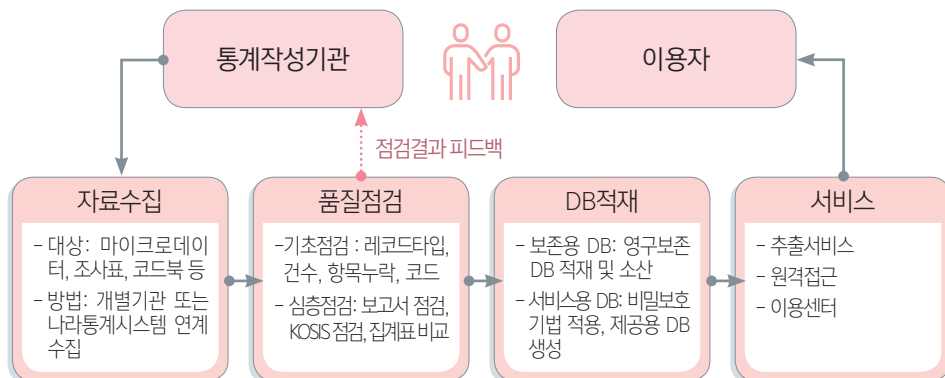 통계작성기관
이용자
점검결과 피드백
자료수집
– 대상: 마이크로데이
터, 조사표, 코드북 등
– 방법: 개별기관 또는
나라통계시스템 연계
수집
품질점검
–기초점검 : 레코드타입,
건수, 항목누락, 코드
– 심층점검: 보고서 점검,
KOSIS 점검, 집계표 비교
DB적재
– 보존용 DB: 영구보존
DB 적재 및 소산
– 서비스용 DB: 비밀보호
기법 적용, 제공용 DB
생성
서비스
– 추출서비스
– 원격접근
– 이용센터